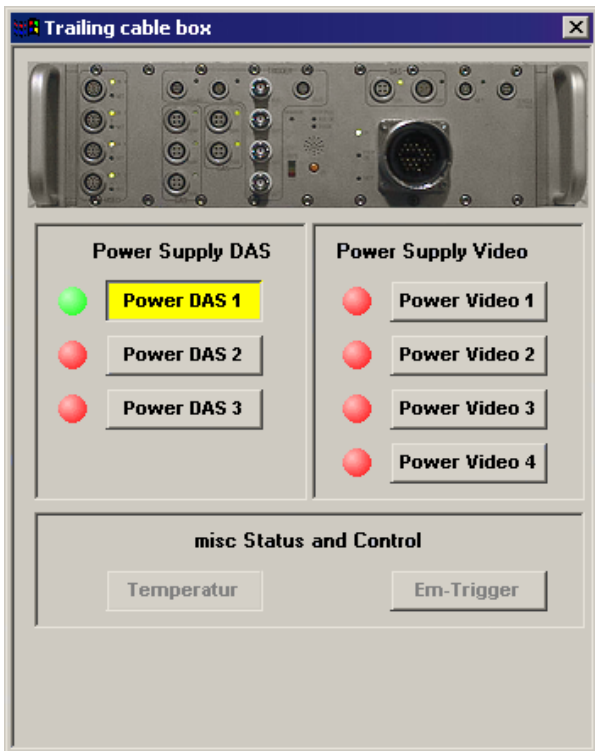 Trailing cable box
Power Supply DAS
Power DAS 1
Power DAS 2
Power DAS 3
Power Supply Video
Power Video 1
Power Video 2
Power Video 3
Power Video 4
misc Status and Control
Temperatur
Em-Trigger